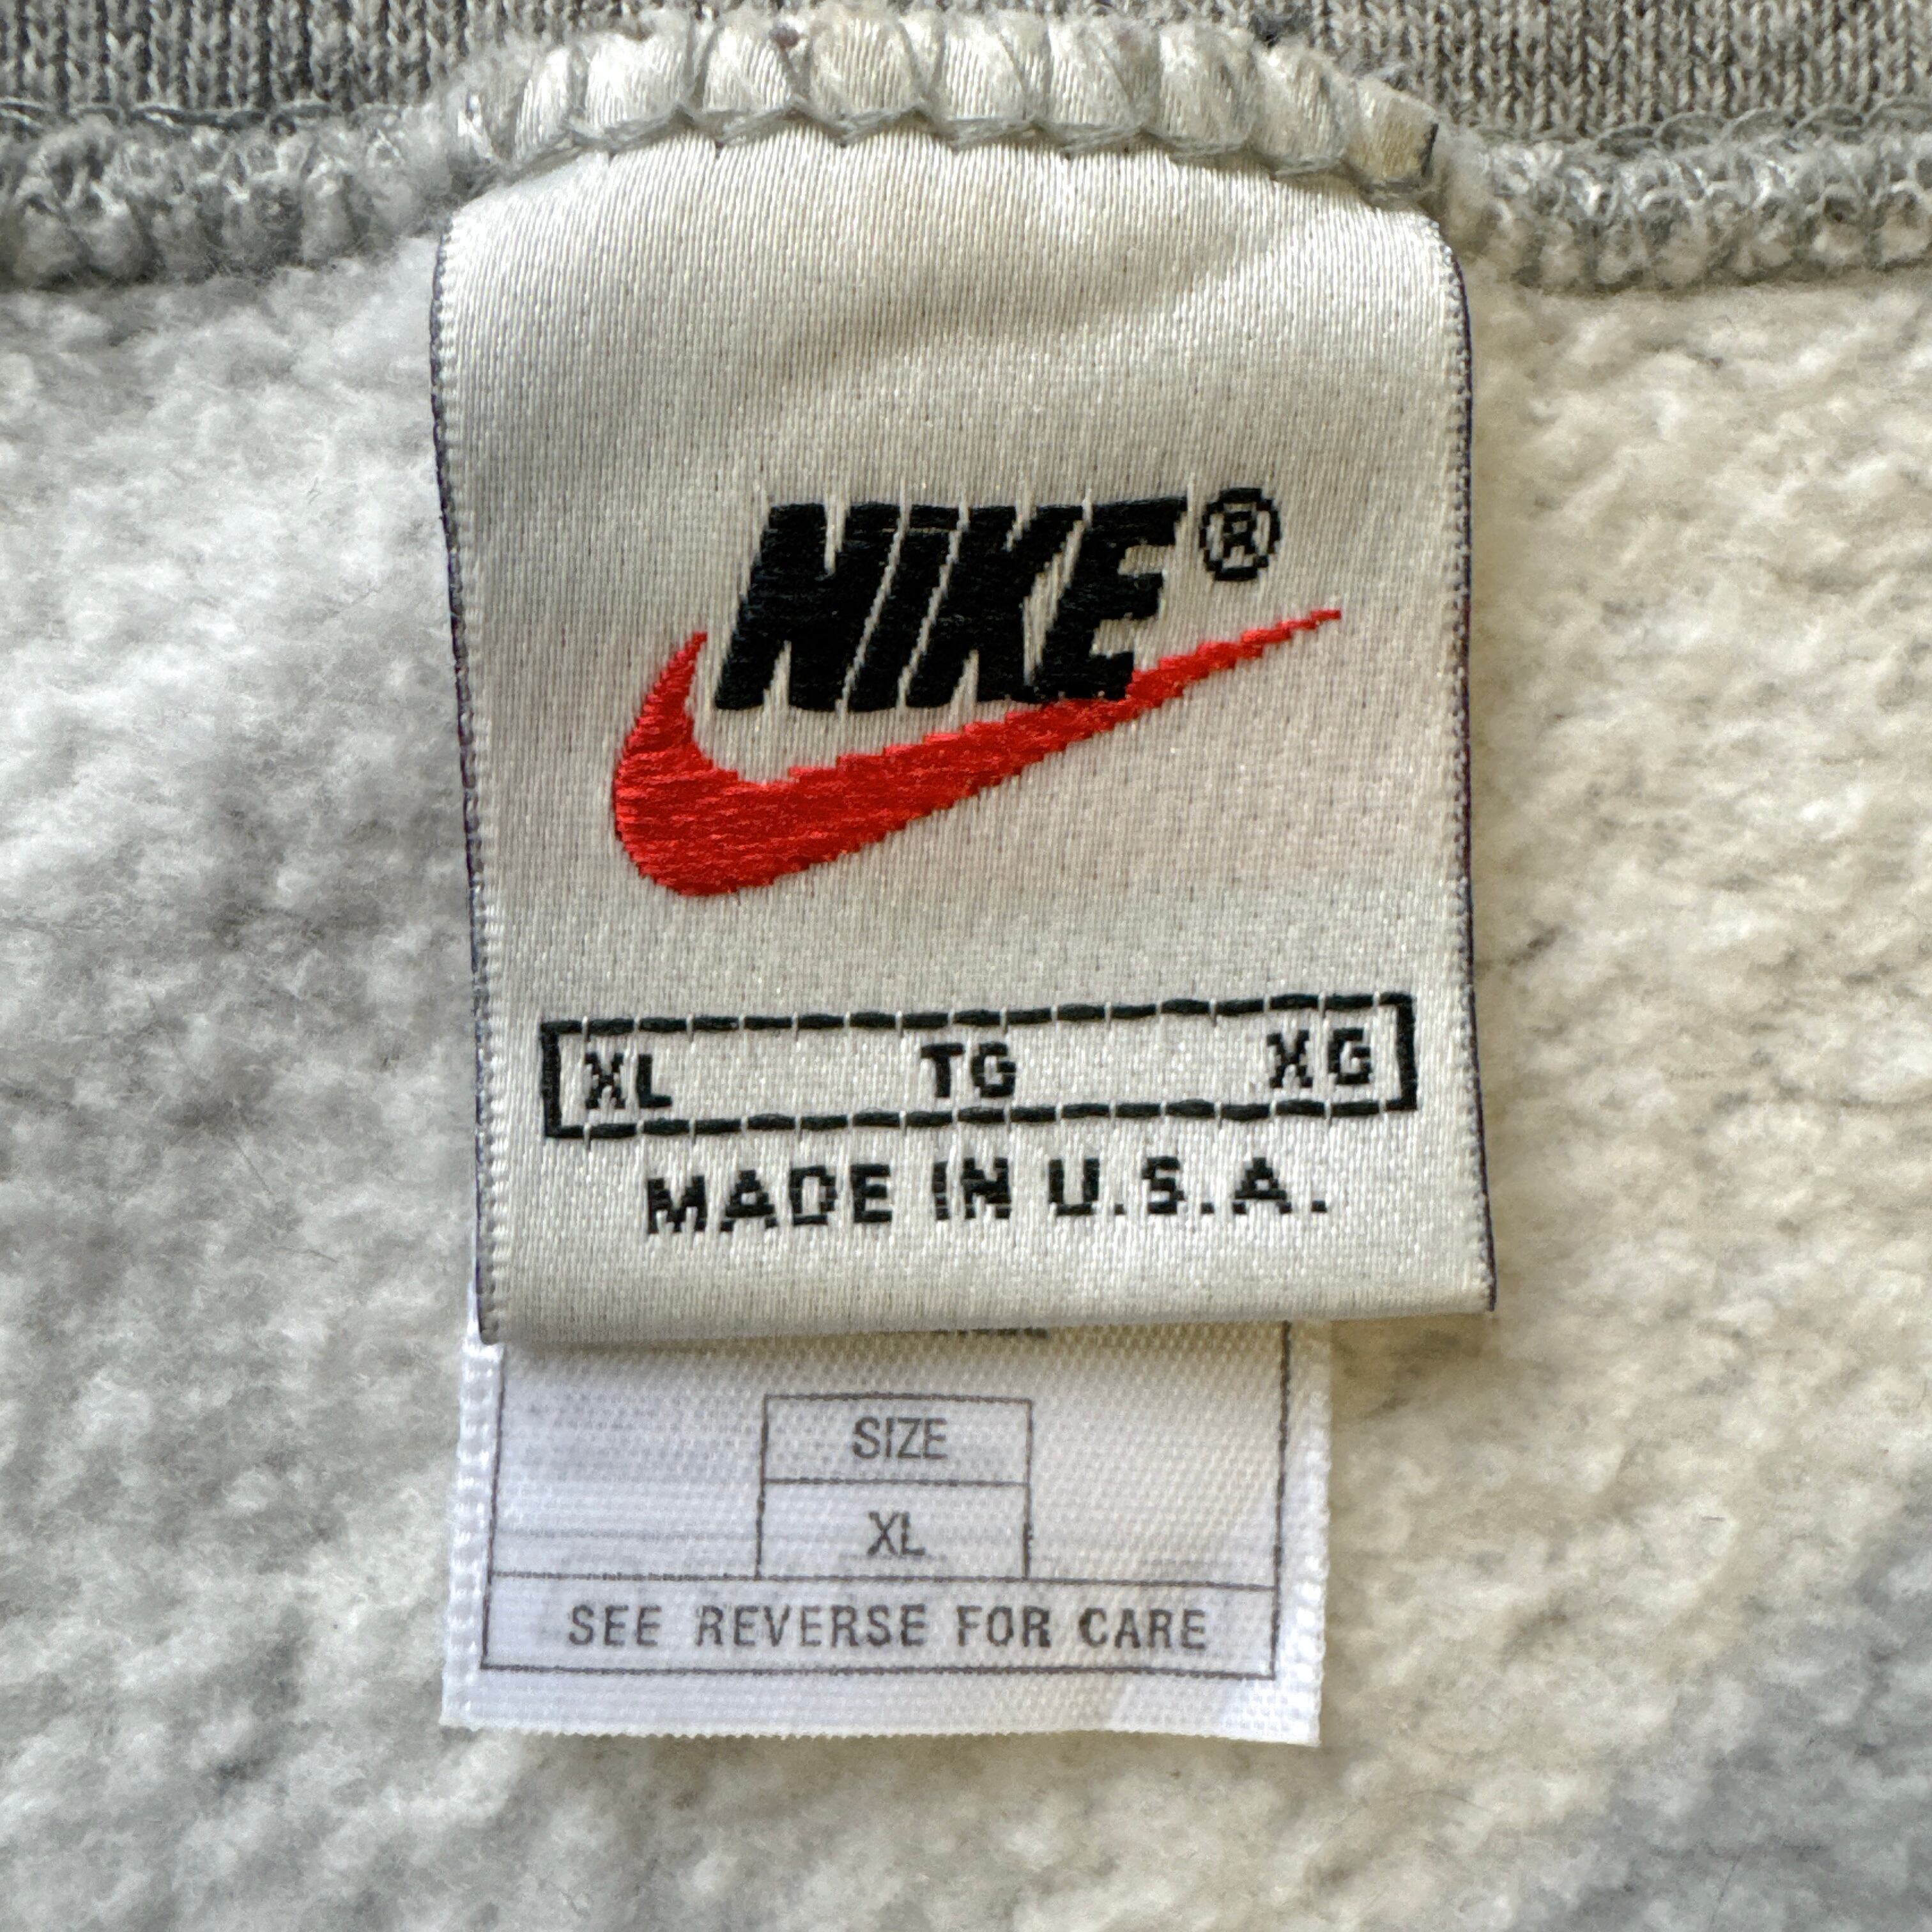 NIKE®
XL TG XG
MADE IN U.S.A.
SIZE
XL
SEE REVERSE FOR CARE